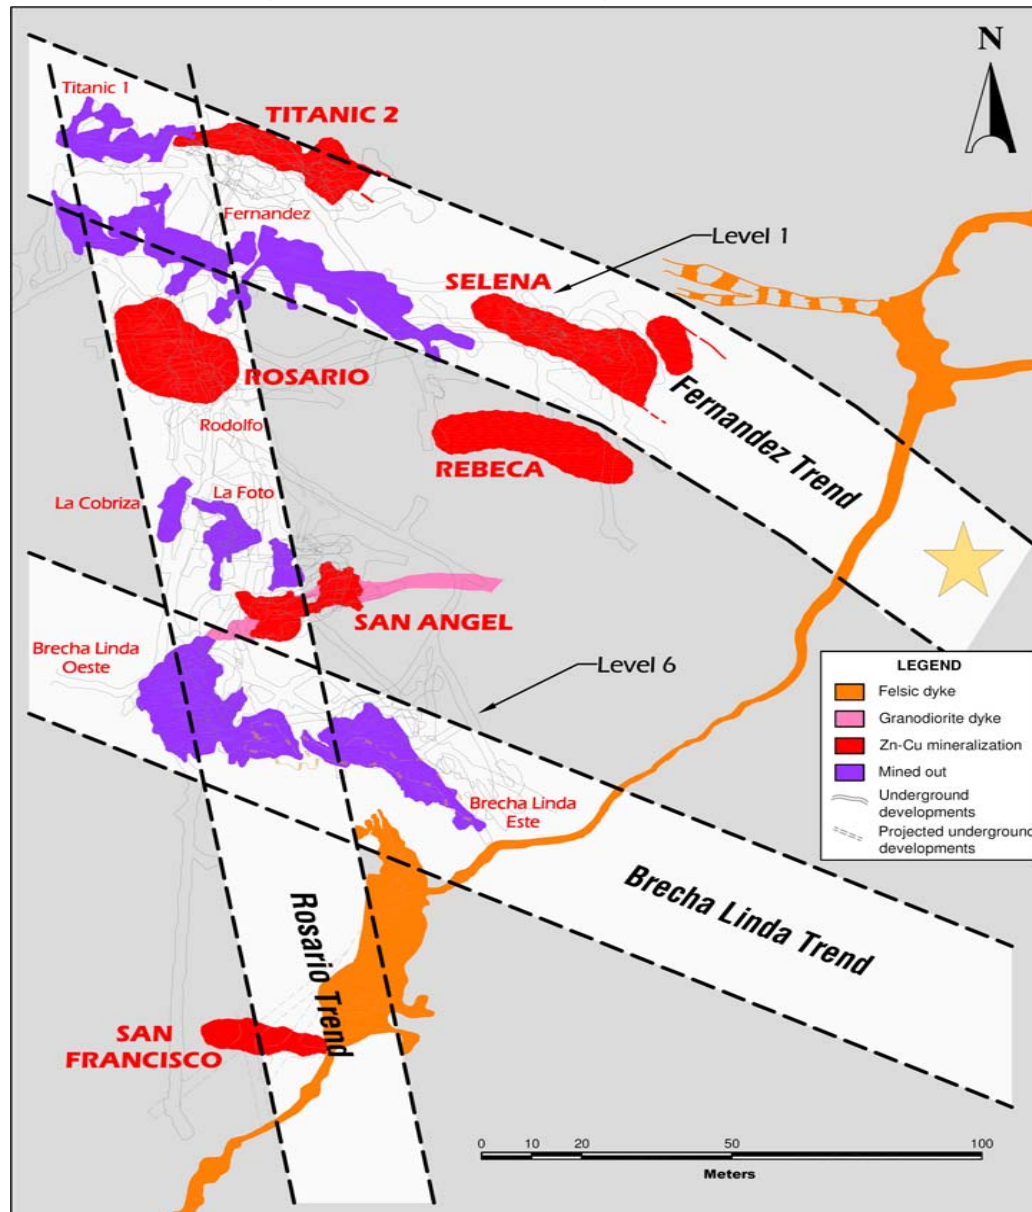 N
Titanic 1
TITANIC 2
Fernandez
Level 1
SELENA
ROSARIO
Fernandez Trend
Rodolfo
REBECA
La Cobriza
La Foto
SAN ANGEL
Brecha Linda
Oeste
Level 6
LEGEND
Felsic dyke
Granodiorite dyke
Zn-Cu mineralization
Mined out
Underground
developments
Projected underground
developments
Brecha Linda
Este
Brecha Linda Trend
Rosario Trend
SAN
FRANCISCO
0 10 20 50 100
Meters